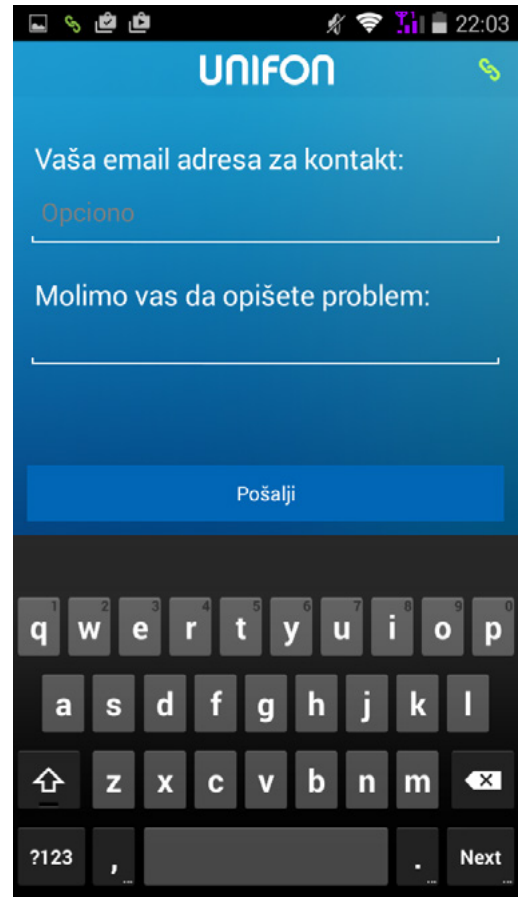 22:03
UNIFON
Vaša email adresa za kontakt:
Opciono
Molimo vas da opišete problem:
Pošalji
1 2 3 4 5 6 7 8 9 0
q w e r t y u i o p
a s d f g h j k l
z x c v b n m
?123 , . Next